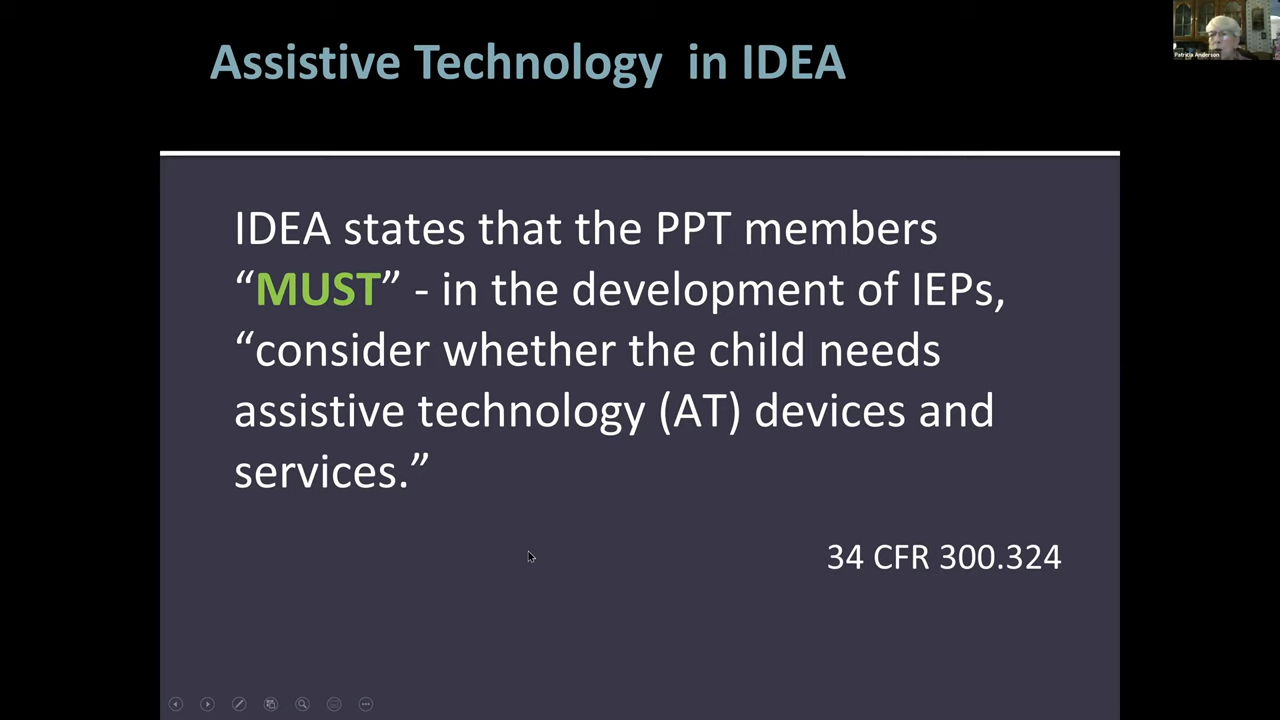 Assistive Technology in IDEA
Patricia Anderson
IDEA states that the PPT members
“MUST” - in the development of IEPs,
“consider whether the child needs
assistive technology (AT) devices and
services.”
34 CFR 300.324